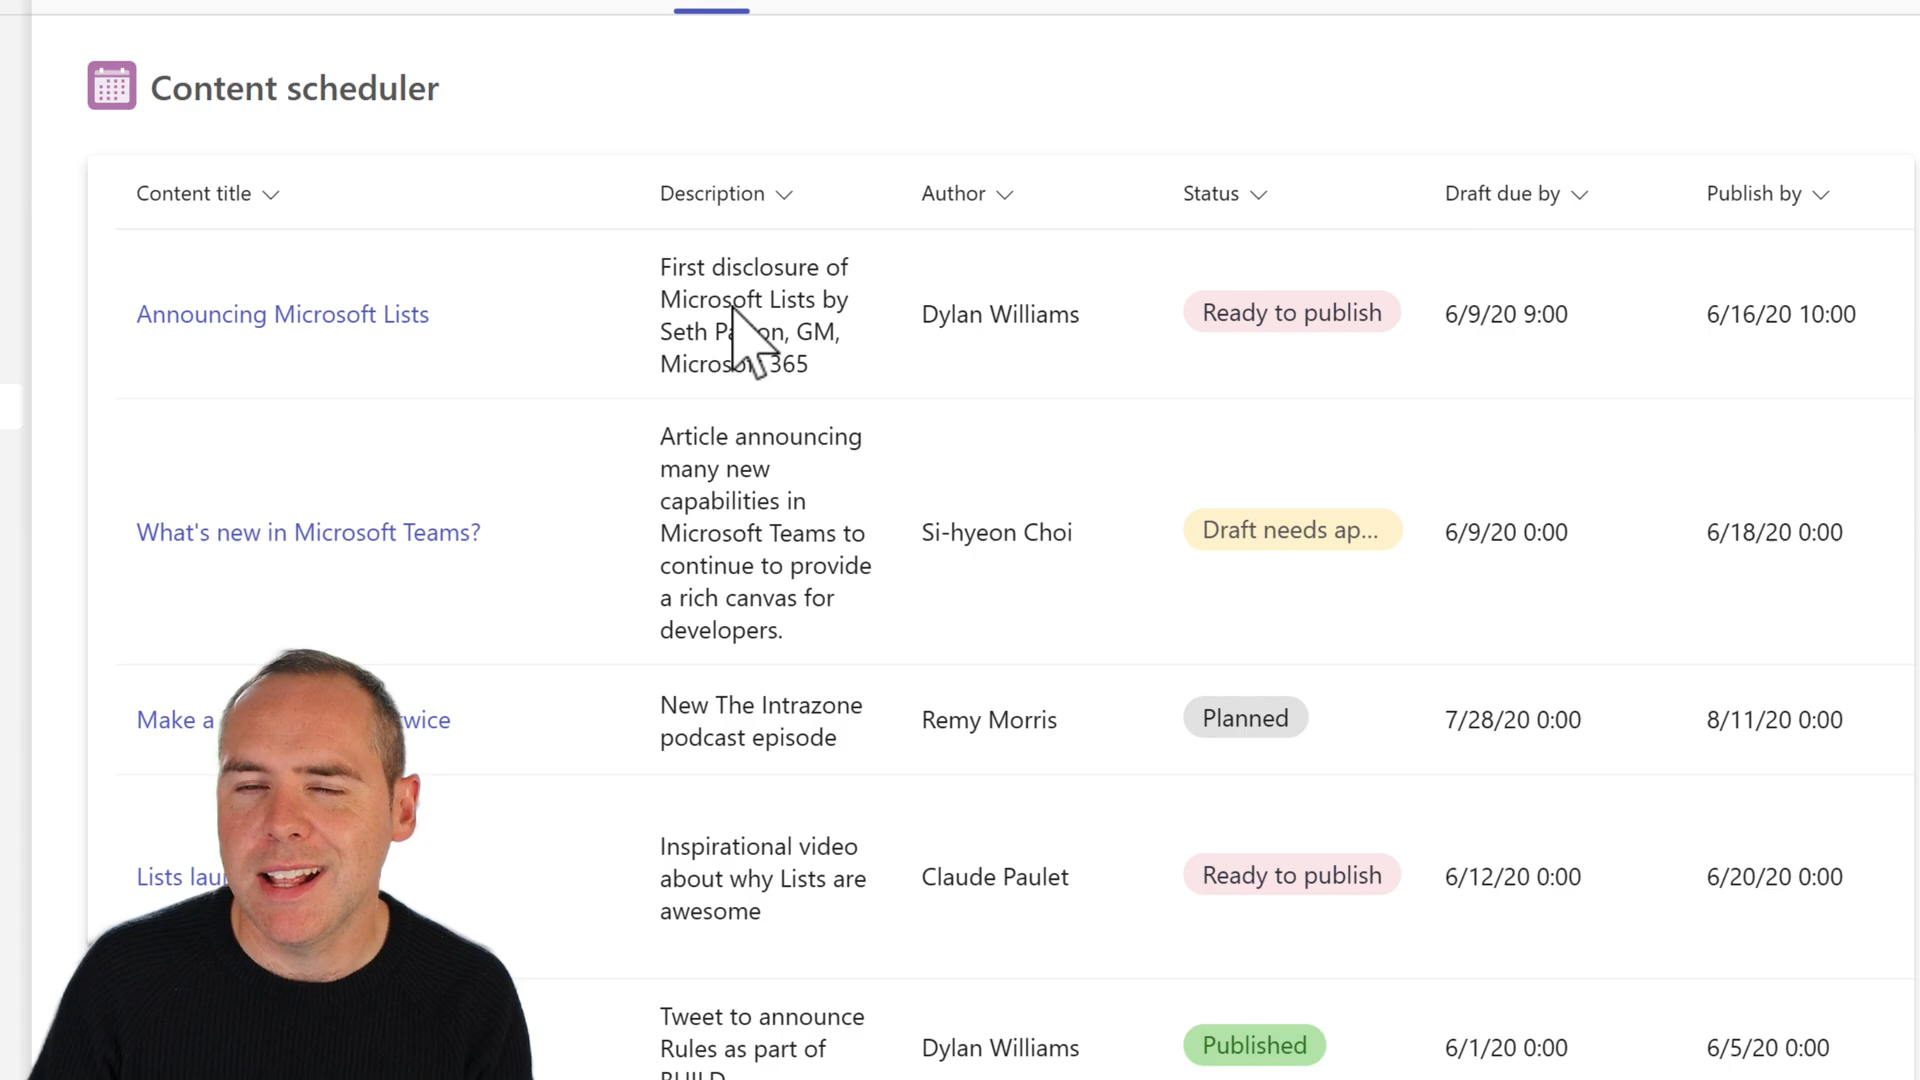 Content scheduler
Content title Description Author Status Draft due by Publish by
First disclosure of
Microsoft Lists by
Seth on, GM,
365
Announcing Microsoft Lists
Dylan Williams
Ready to publish
6/9/20 9:00
6/16/20 10:00
Article announcing
many new
capabilities in
Microsoft Teams to
continue to provide
a rich canvas for
developers.
What's new in Microsoft Teams?
Si-hyeon Choi
Draft needs ap...
6/9/20 0:00
6/18/20 0:00
Make a
New The Intrazone
podcast episode
Remy Morris
Planned
7/28/20 0:00
8/11/20 0:00
Lists
Inspirational video
about why Lists are
awesome
Claude Paulet
Ready to publish
6/12/20 0:00
6/20/20 0:00
Tweet to announce
Rules as part of
Dylan Williams
Published
6/1/20 0:00
6/5/20 0:00